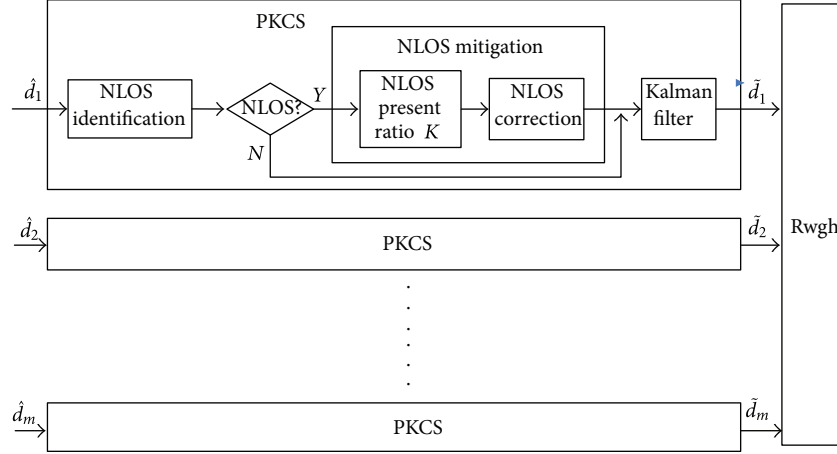 PKCS
NLOS mitigation
d̂₁
NLOS
identification
NLOS?
Y
N
NLOS
present
ratio K
NLOS
correction
Kalman
filter
d̃₁
d̂₂
PKCS
d̃₂
Rwgh
d̂ₘ
PKCS
d̃ₘ